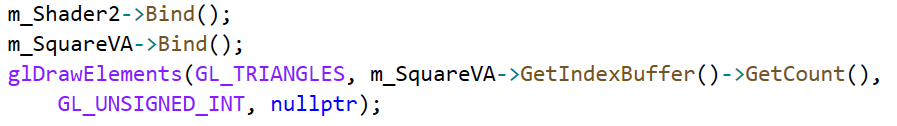 m_Shader2->Bind();
m_SquareVA->Bind();
glDrawElements(GL_TRIANGLES, m_SquareVA->GetIndexBuffer()->GetCount(),
GL_UNSIGNED_INT, nullptr);